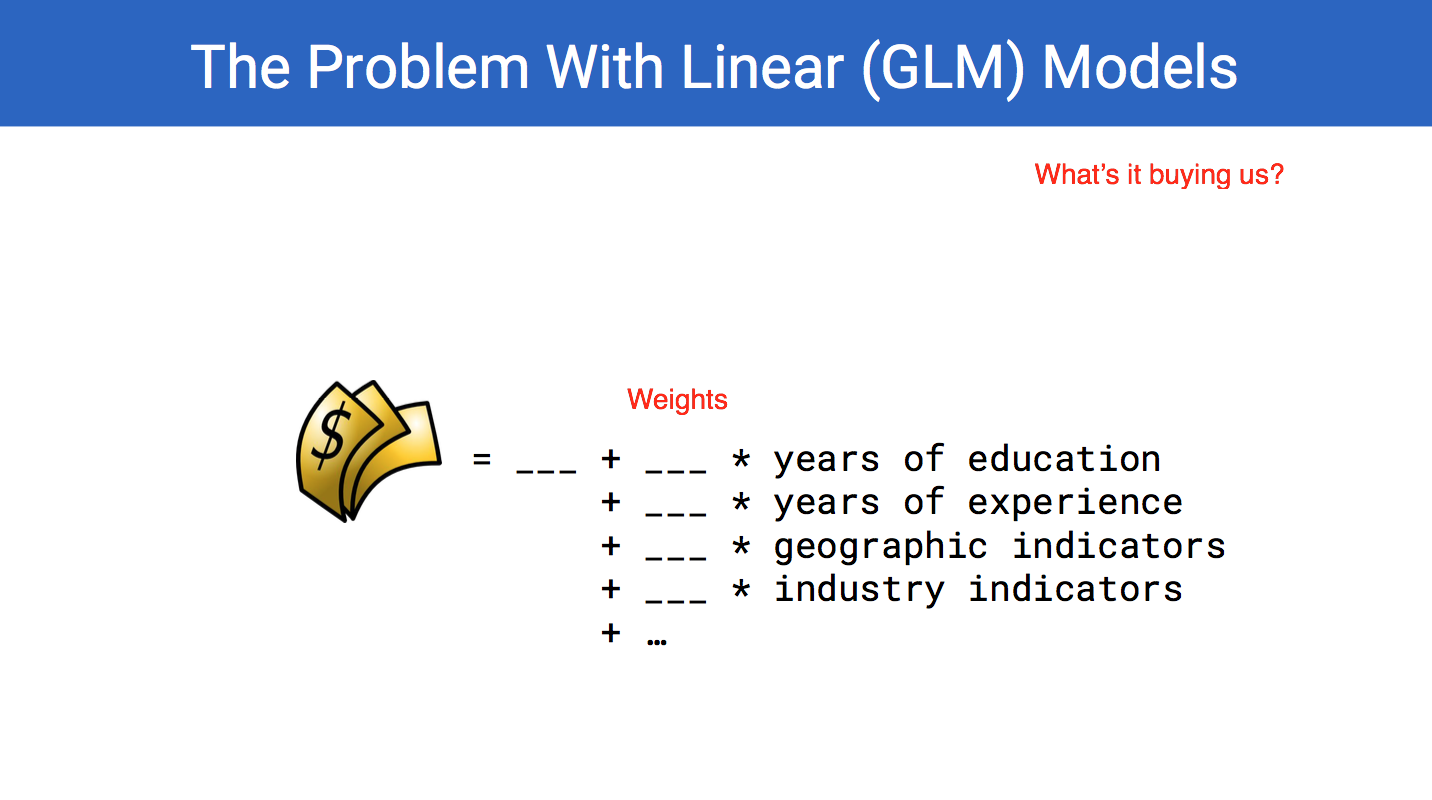 The Problem With Linear (GLM) Models
What's it buying us?
Weights
$ = ___ + ___ * years of education
+ ___ * years of experience
+ ___ * geographic indicators
+ ___ * industry indicators
+ …